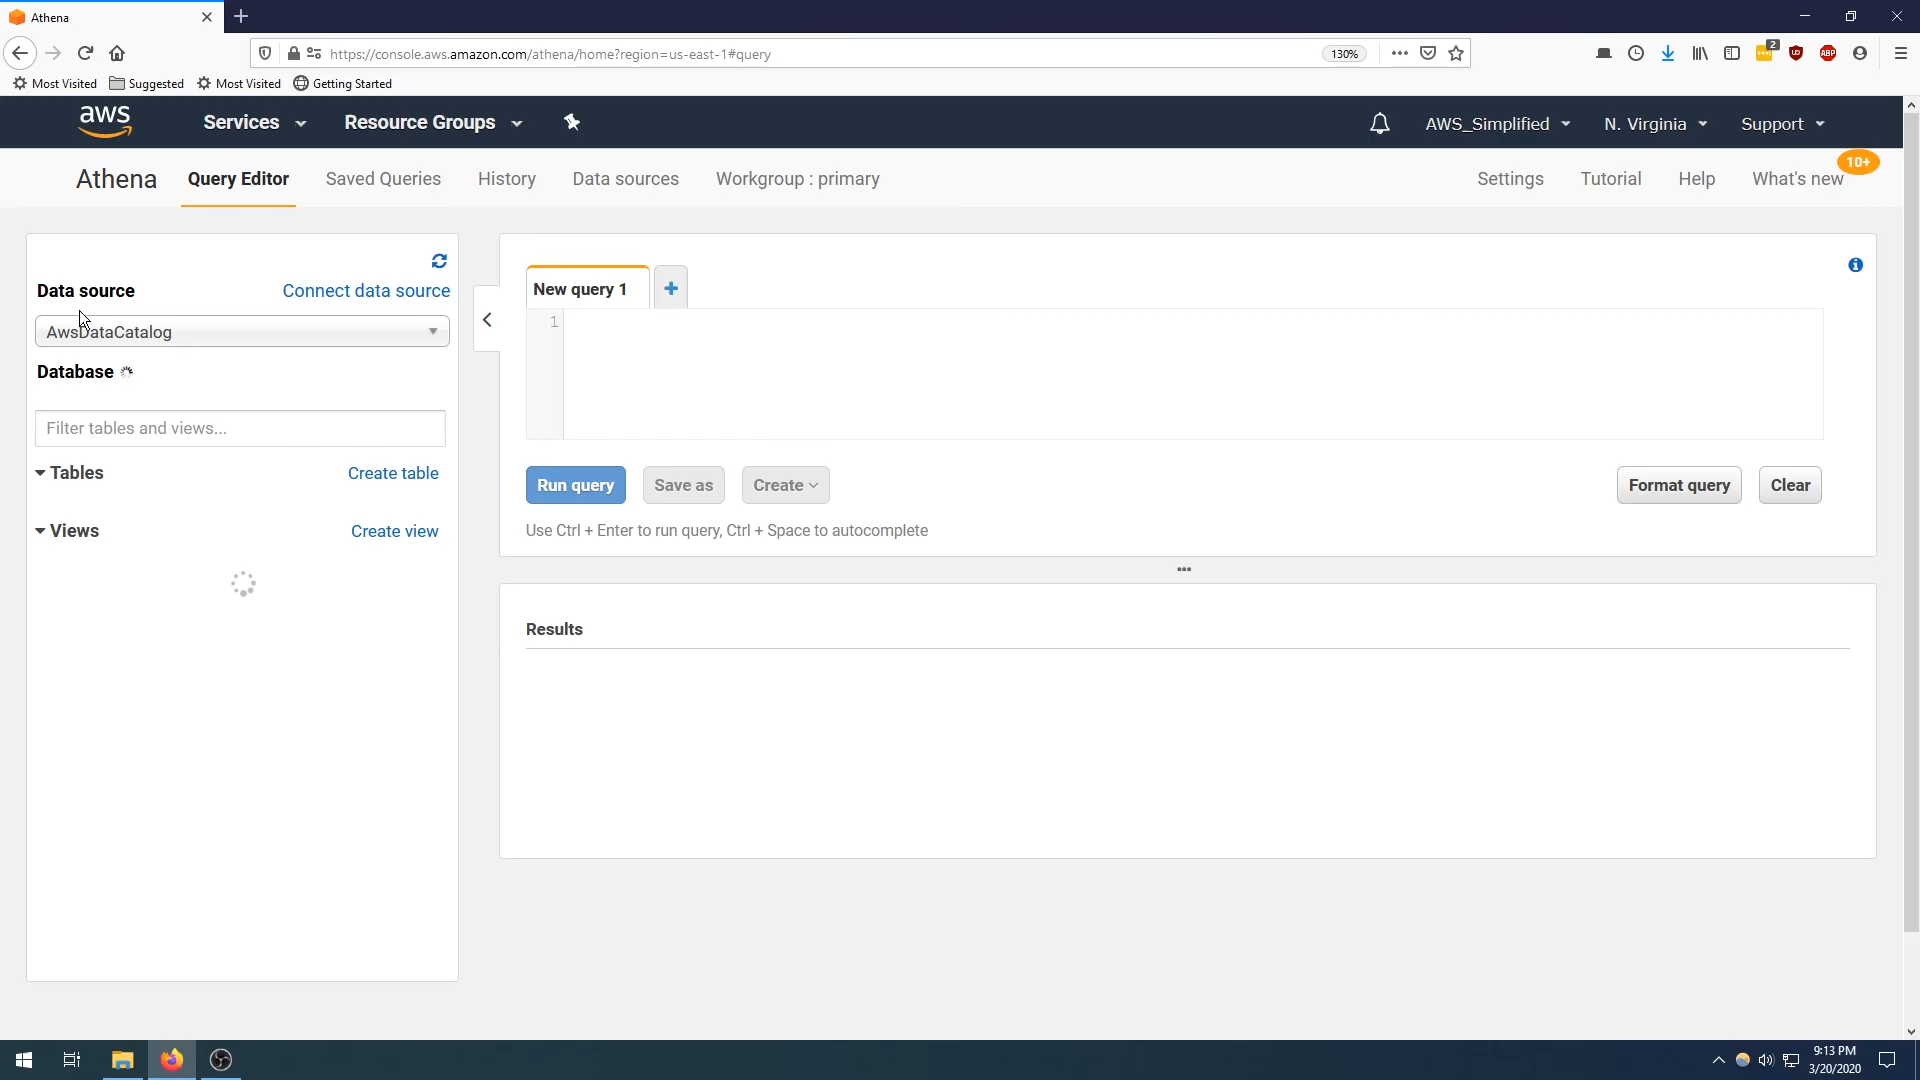 Athena
https://console.aws.amazon.com/athena/home?region=us-east-1#query
130%
2
UO
ABP
Most Visited
Suggested
Most Visited
Getting Started
aws
Services
Resource Groups
AWS_Simplified
N. Virginia
Support
Athena
Query Editor
Saved Queries
History
Data sources
Workgroup : primary
Settings
Tutorial
Help
What's new
10+
Data source
Connect data source
AwsDataCatalog
Database
Filter tables and views...
Tables
Create table
Views
Create view
New query 1
1
Run query
Save as
Create
Format query
Clear
Use Ctrl + Enter to run query, Ctrl + Space to autocomplete
Results
9:13 PM
3/20/2020